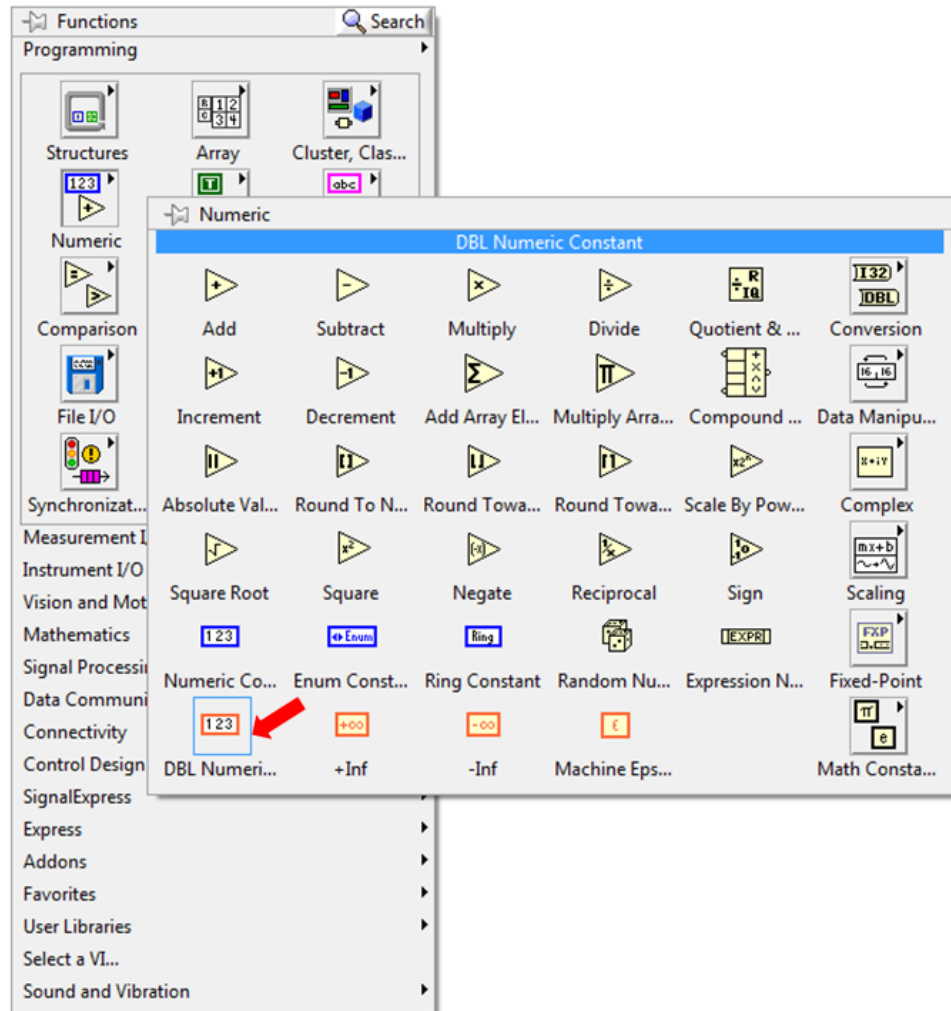 Functions Search
Programming
Structures Array Cluster, Clas...
Numeric
Comparison
File I/O
Synchronizat...
Measurement I
Instrument I/O
Vision and Mot
Mathematics
Signal Processi
Data Communi
Connectivity
Control Design
SignalExpress
Express
Addons
Favorites
User Libraries
Select a VI...
Sound and Vibration
Numeric
DBL Numeric Constant
Add Subtract Multiply Divide Quotient & ... Conversion
Increment Decrement Add Array El... Multiply Arra... Compound ... Data Manipu...
Absolute Val... Round To N... Round Towa... Round Towa... Scale By Pow... Complex
Square Root Square Negate Reciprocal Sign Scaling
Numeric Co... Enum Const... Ring Constant Random Nu... Expression N... Fixed-Point
DBL Numeri... +Inf -Inf Machine Eps... Math Consta...